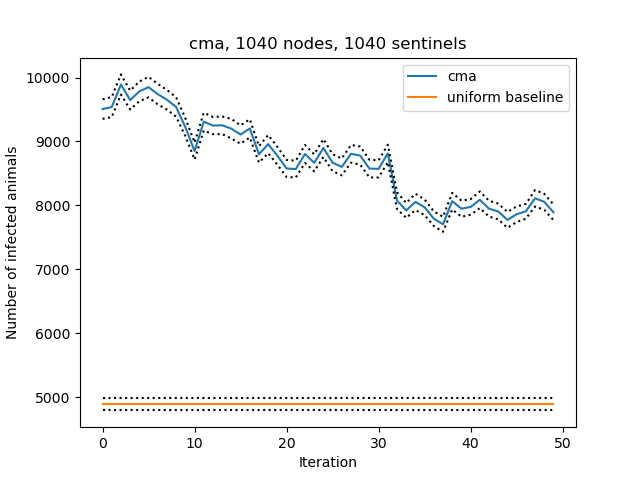 cma, 1040 nodes, 1040 sentinels
cma
uniform baseline
Number of infected animals
10000
9000
8000
7000
6000
5000
0
10
20
30
40
50
Iteration